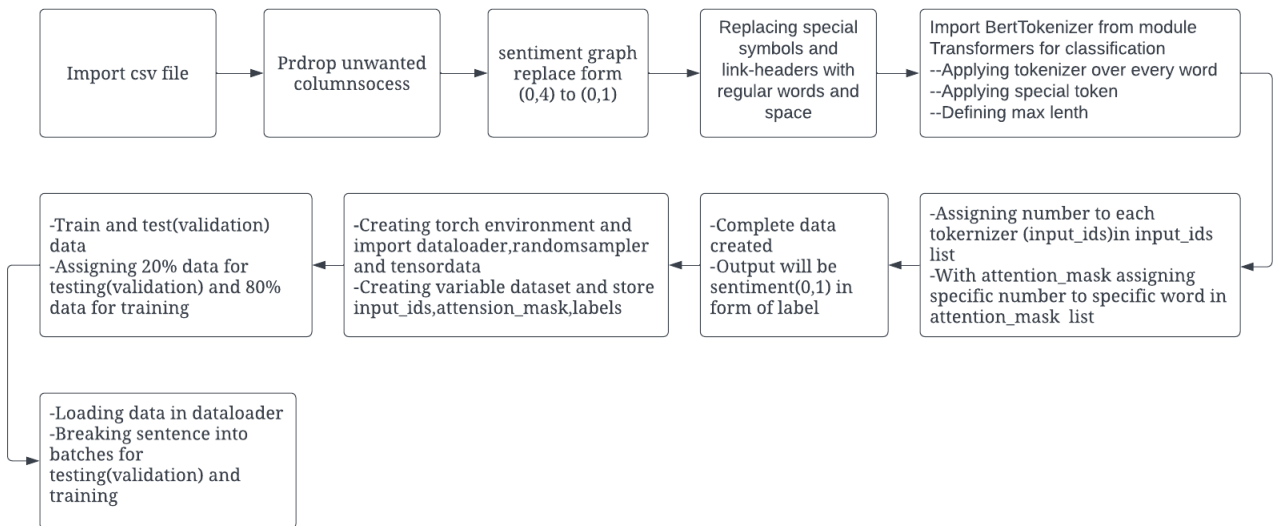 Import csv file
Prdrop unwanted
columnsocess
sentiment graph
replace form
(0,4) to (0,1)
Replacing special
symbols and
link-headers with
regular words and
space
Import BertTokenizer from module
Transformers for classification
--Applying tokenizer over every word
--Applying special token
--Defining max lenth
-Assigning number to each
tokernizer (input_ids)in input_ids
list
-With attention_mask assigning
specific number to specific word in
attention_mask list
-Complete data
created
-Output will be
sentiment(0,1) in
form of label
-Creating torch environment and
import dataloader,randomsampler
and tensordata
-Creating variable dataset and store
input_ids,attension_mask,labels
-Train and test(validation)
data
-Assigning 20% data for
testing(validation) and 80%
data for training
-Loading data in dataloader
-Breaking sentence into
batches for
testing(validation) and
training